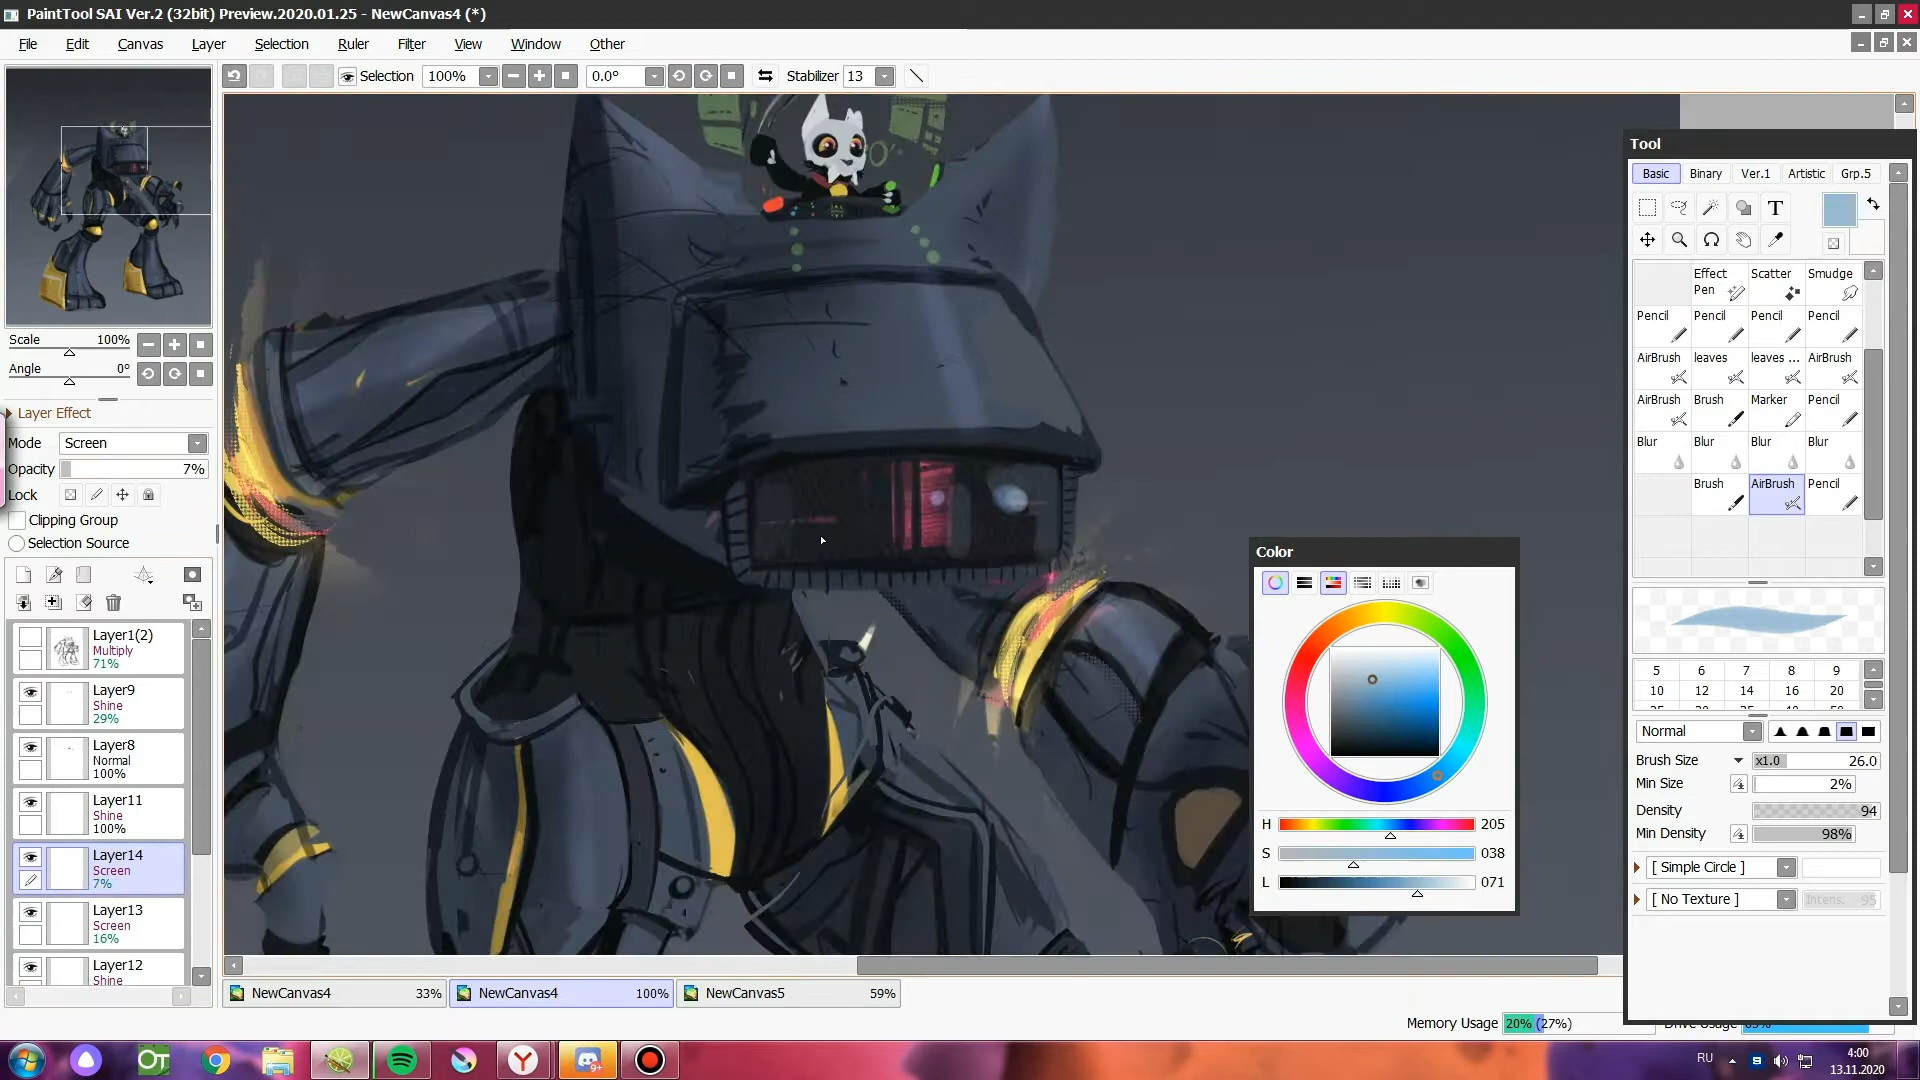 PaintTool SAI Ver.2 (32bit) Preview.2020.01.25 - NewCanvas4 (*)
File Edit Canvas Layer Selection Ruler Filter View Window Other
Selection 100% 0.0° Stabilizer 13
Scale 100%
Angle 0°
Layer Effect
Mode Screen
Opacity 7%
Lock
Clipping Group
Selection Source
Layer1(2)
Multiply
71%
Layer9
Shine
29%
Layer8
Normal
100%
Layer11
Shine
100%
Layer14
Screen
7%
Layer13
Screen
16%
Layer12
Shine
NewCanvas4 33% NewCanvas4 100% NewCanvas5 59%
Memory Usage 20% (27%)
Color
H 205
S 038
L 071
Tool
Basic Binary Ver.1 Artistic Grp.5
T
Effect Pen Scatter Smudge
Pencil Pencil Pencil Pencil
AirBrush leaves leaves ... AirBrush
AirBrush Brush Marker Pencil
Blur Blur Blur Blur
Brush AirBrush Pencil
5 6 7 8 9
10 12 14 16 20
Normal
Brush Size x1.0 26.0
Min Size 2%
Density 94
Min Density 98%
[ Simple Circle ]
[ No Texture ] Intens. 95
OT
9+
RU
4:00
13.11.2020